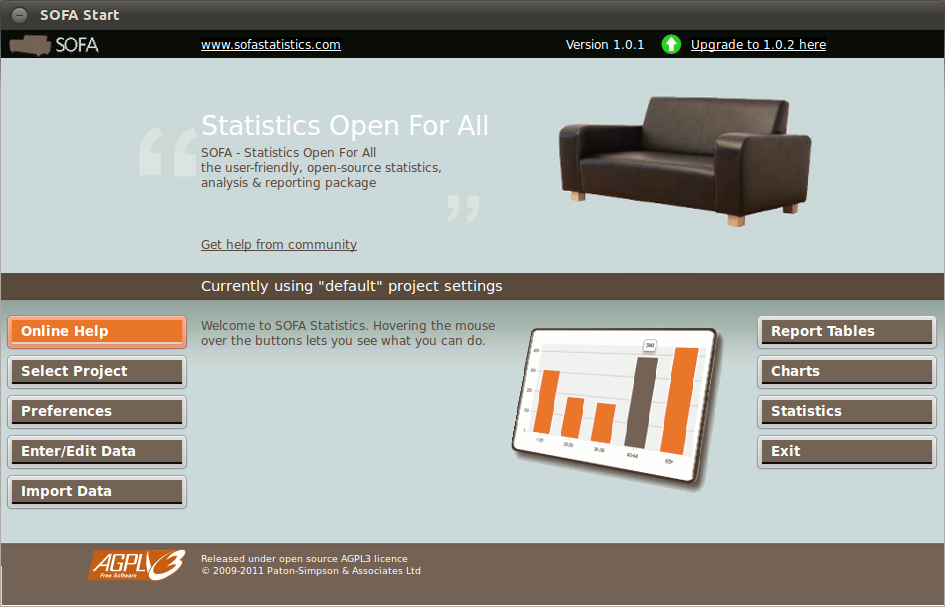 SOFA Start
SOFA
www.sofastatistics.com
Version 1.0.1
Upgrade to 1.0.2 here
Statistics Open For All
SOFA - Statistics Open For All
the user-friendly, open-source statistics,
analysis & reporting package
Get help from community
Currently using "default" project settings
Online Help
Select Project
Preferences
Enter/Edit Data
Import Data
Welcome to SOFA Statistics. Hovering the mouse
over the buttons lets you see what you can do.
Report Tables
Charts
Statistics
Exit
AGPLv3
Free Software
Released under open source AGPL3 licence
© 2009-2011 Paton-Simpson & Associates Ltd